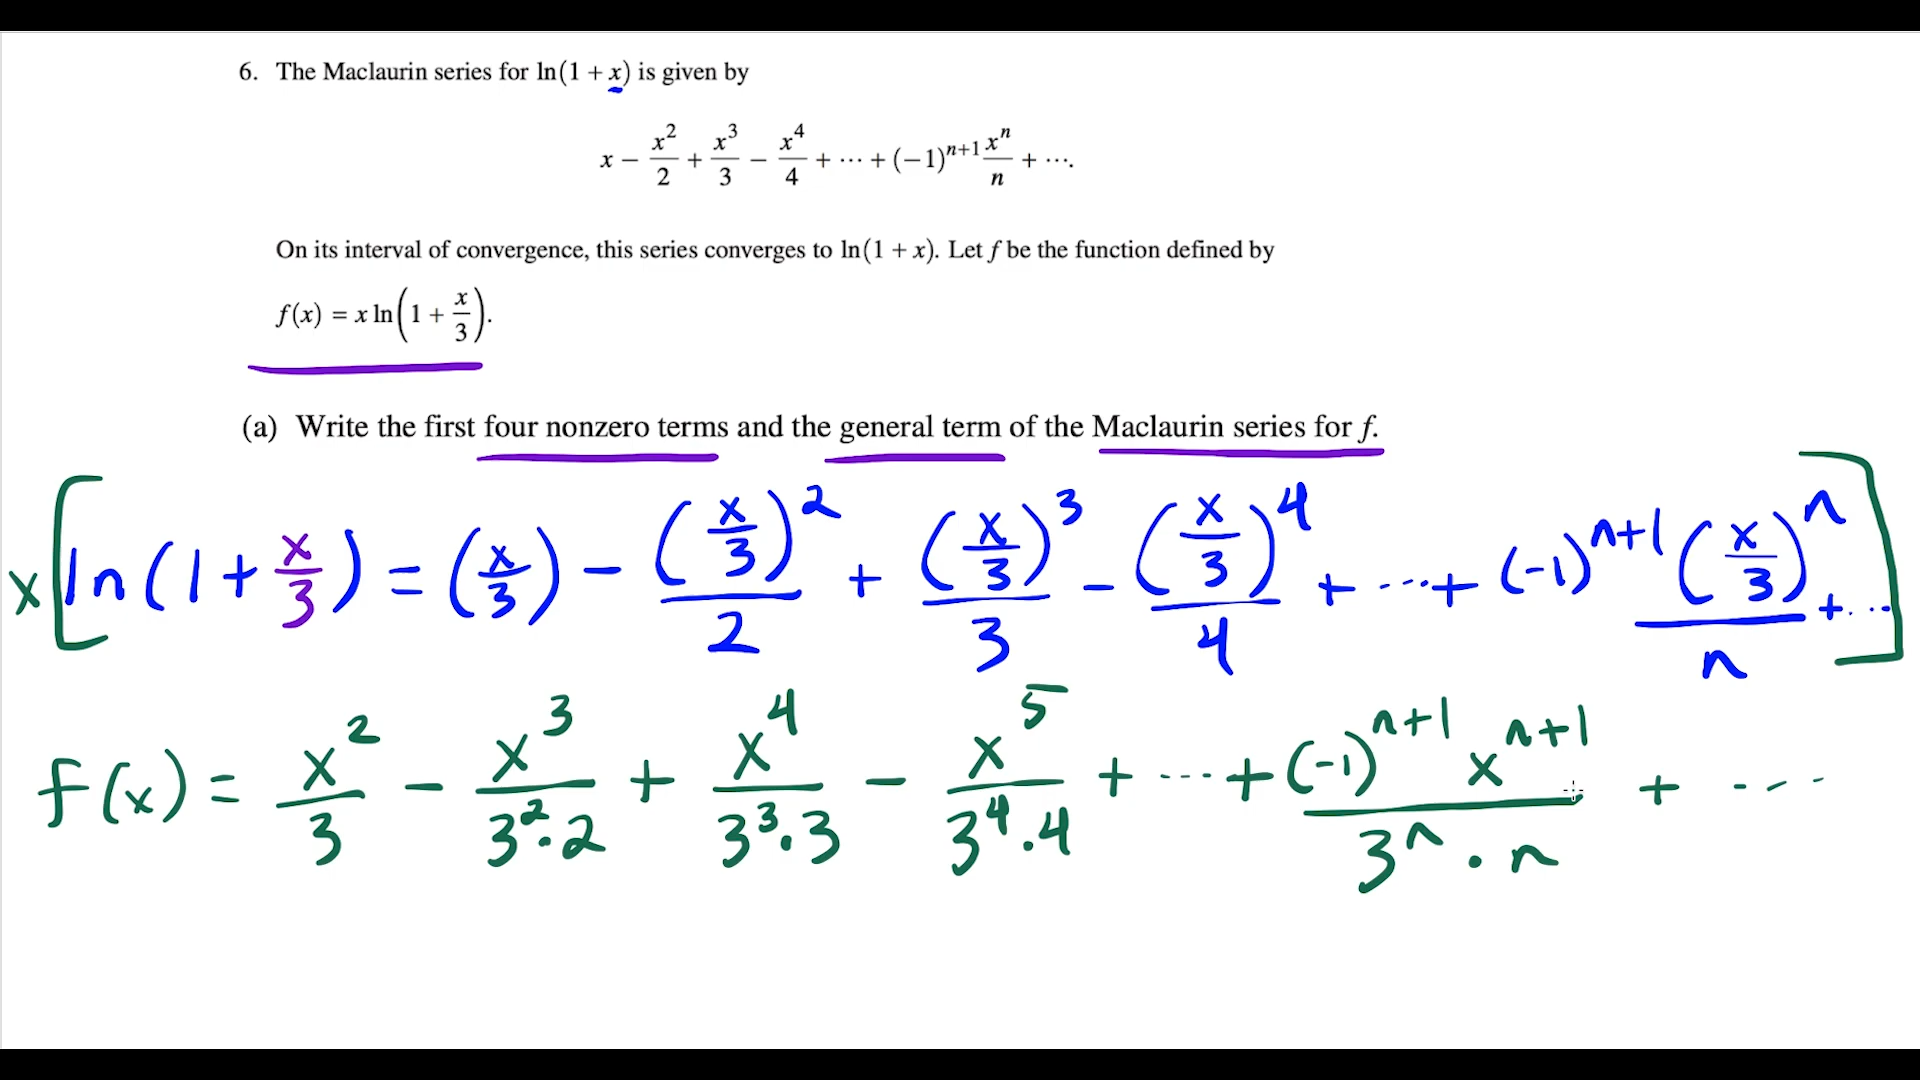 6. The Maclaurin series for ln(1 + x) is given by
x − x²/2 + x³/3 − x⁴/4 + ⋯ + (−1)ⁿ⁺¹ xⁿ/n + ⋯.
On its interval of convergence, this series converges to ln(1 + x). Let f be the function defined by
f(x) = x ln(1 + x/3).
(a) Write the first four nonzero terms and the general term of the Maclaurin series for f.
x[ln(1 + x/3) = (x/3) − (x/3)²/2 + (x/3)³/3 − (x/3)⁴/4 + ⋯ + (-1)ⁿ⁺¹ (x/3)ⁿ/n + ⋯]
f(x) = x²/3 − x³/(3²·2) + x⁴/(3³·3) − x⁵/(3⁴·4) + ⋯ + (-1)ⁿ⁺¹ xⁿ⁺¹/(3ⁿ·n) + ⋯